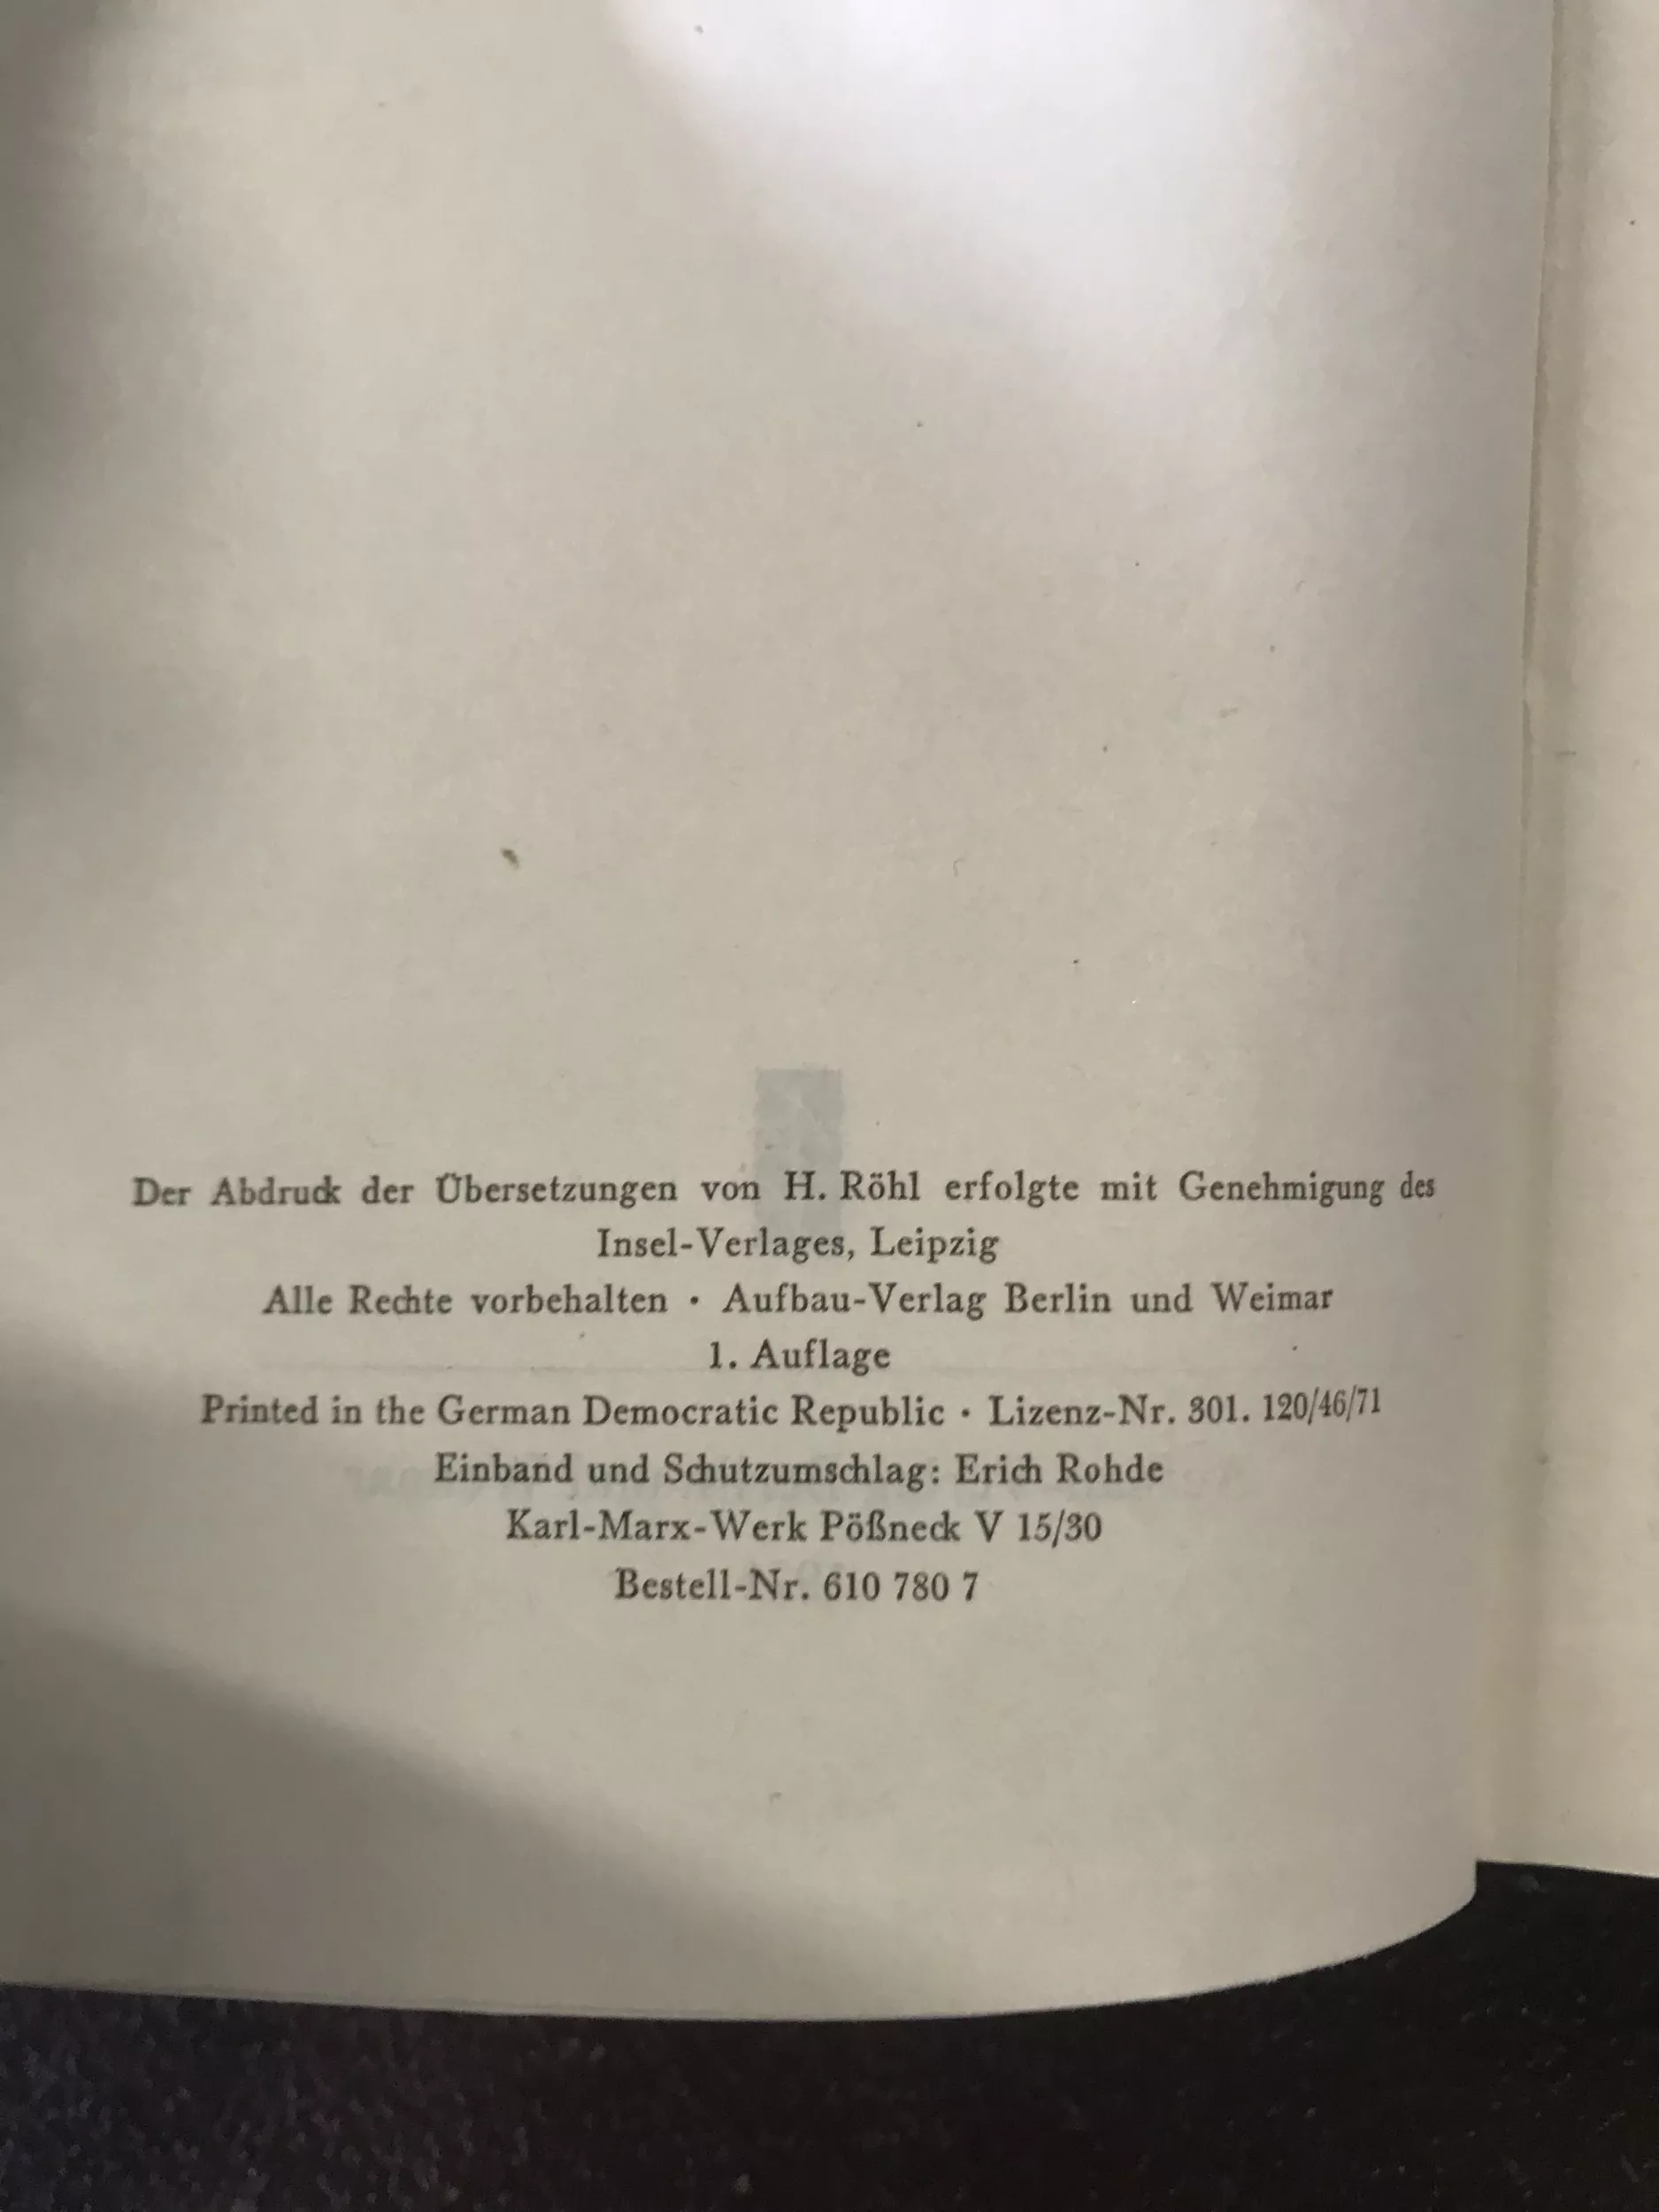 Der Abdruck der Übersetzungen von H. Röhl erfolgte mit Genehmigung des
Insel-Verlages, Leipzig
Alle Rechte vorbehalten · Aufbau-Verlag Berlin und Weimar
1. Auflage
Printed in the German Democratic Republic · Lizenz-Nr. 301. 120/46/71
Einband und Schutzumschlag: Erich Rohde
Karl-Marx-Werk Pößneck V 15/30
Bestell-Nr. 610 780 7